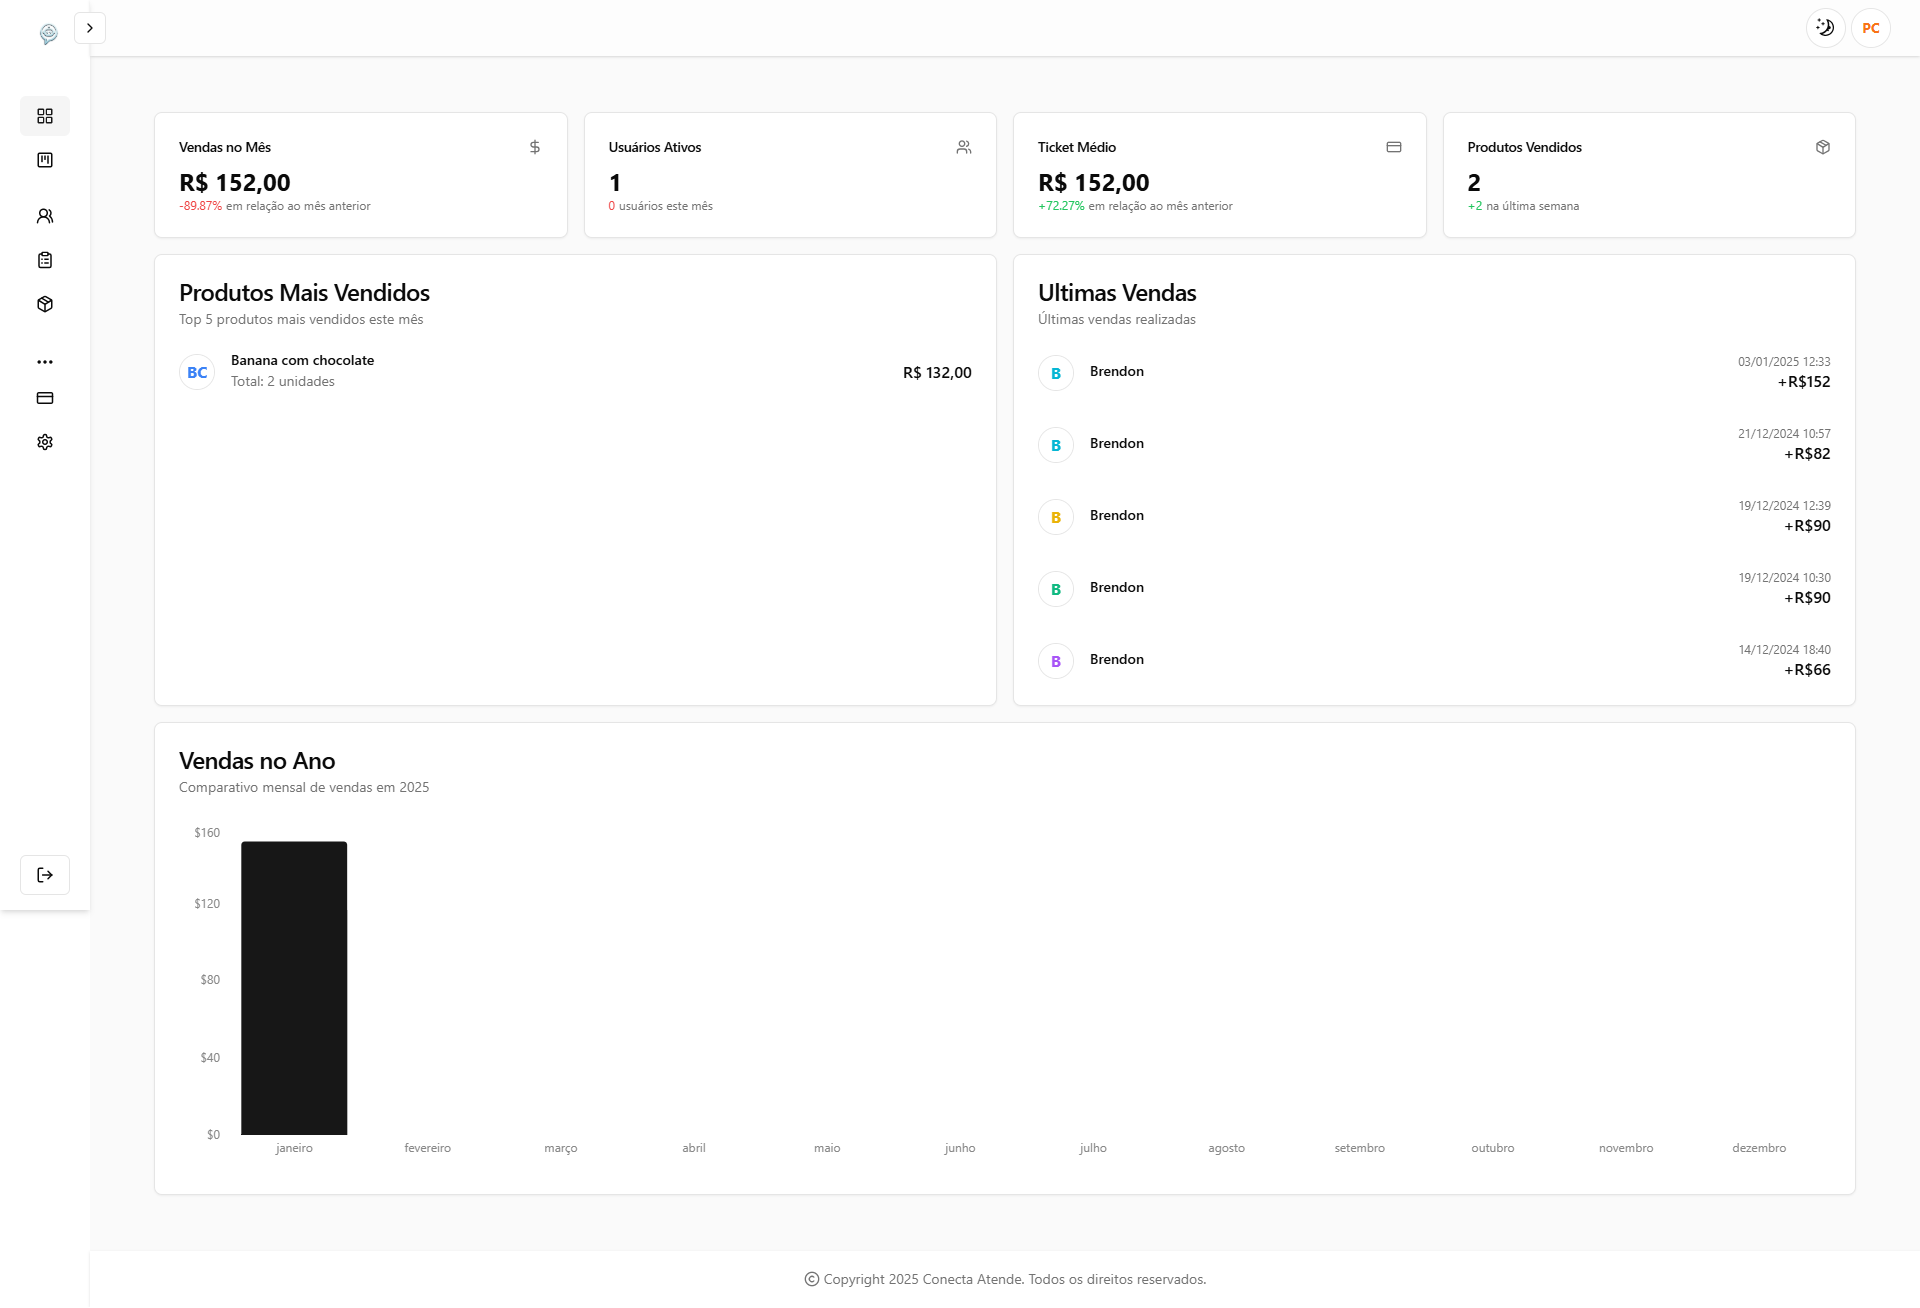 PC
Vendas no Mês
R$ 152,00
-89.87% em relação ao mês anterior
Usuários Ativos
1
0 usuários este mês
Ticket Médio
R$ 152,00
+72.27% em relação ao mês anterior
Produtos Vendidos
2
+2 na última semana
Produtos Mais Vendidos
Top 5 produtos mais vendidos este mês
BC
Banana com chocolate
Total: 2 unidades
R$ 132,00
Ultimas Vendas
Últimas vendas realizadas
B
Brendon
03/01/2025 12:33
+R$152
B
Brendon
21/12/2024 10:57
+R$82
B
Brendon
19/12/2024 12:39
+R$90
B
Brendon
19/12/2024 10:30
+R$90
B
Brendon
14/12/2024 18:40
+R$66
Vendas no Ano
Comparativo mensal de vendas em 2025
$160
$120
$80
$40
$0
janeiro fevereiro março abril maio junho julho agosto setembro outubro novembro dezembro
© Copyright 2025 Conecta Atende. Todos os direitos reservados.